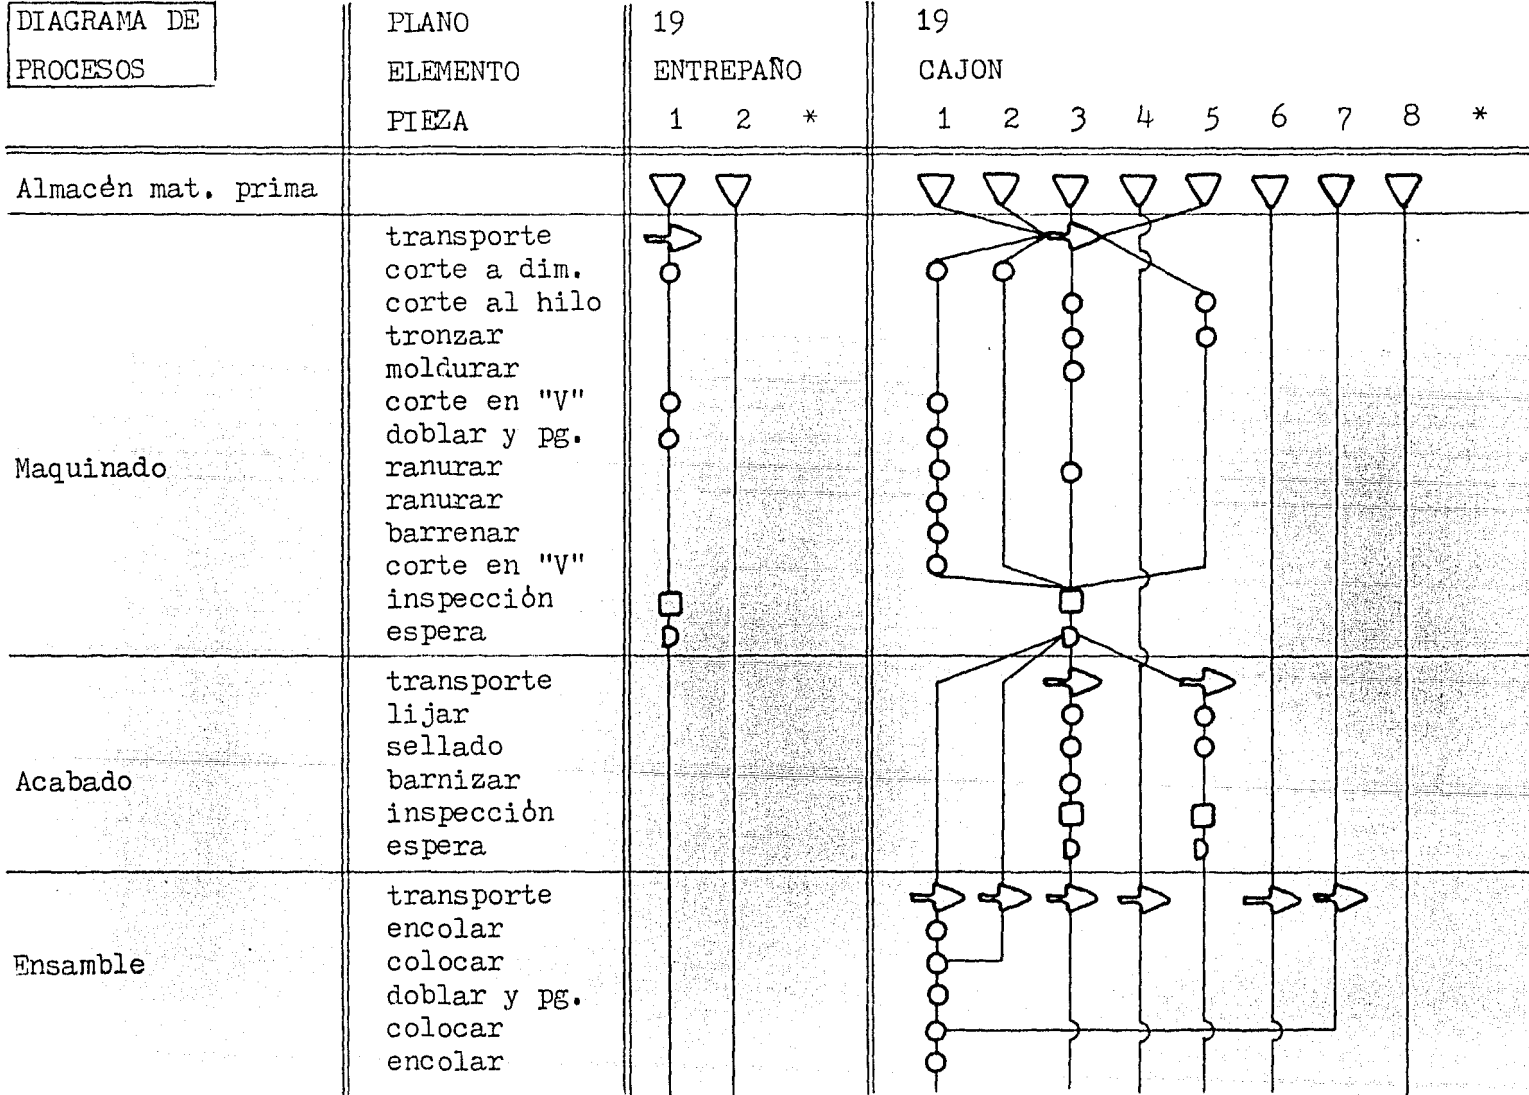 DIAGRAMA DE PLANO 19 19
PROCESOS ELEMENTO ENTREPAÑO CAJON
PIEZA 1 2 * 1 2 3 4 5 6 7 8 *
Almacén mat. prima
transporte
corte a dim.
corte al hilo
tronzar
moldurar
corte en "V"
doblar y pg.
Maquinado ranurar
ranurar
barrenar
corte en "V"
inspección
espera
transporte
lijar
sellado
Acabado barnizar
inspección
espera
transporte
encolar
Ensamble colocar
doblar y pg.
colocar
encolar